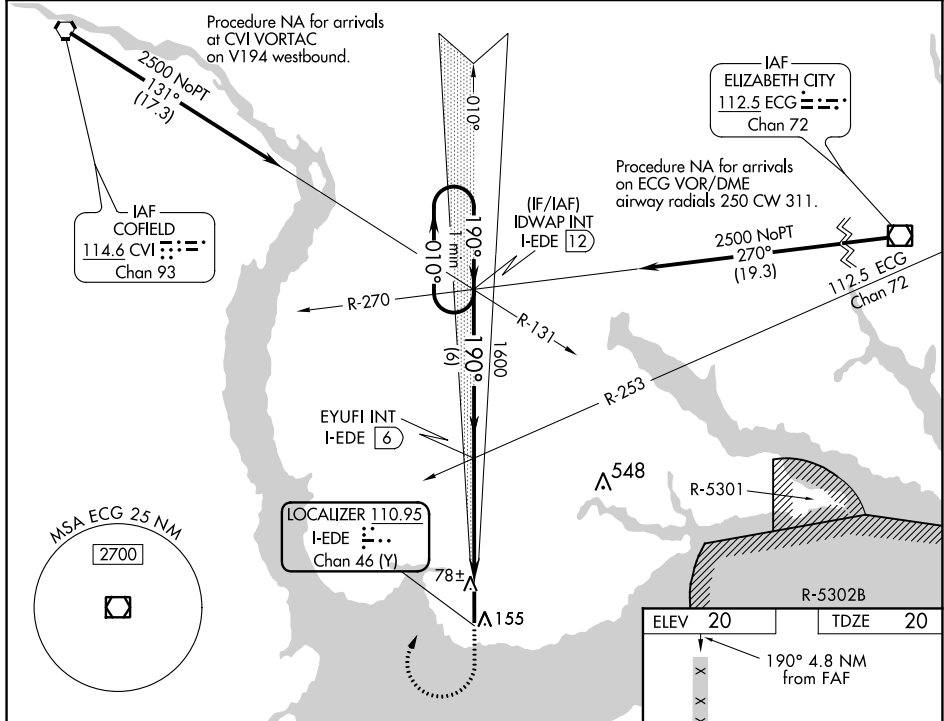 Procedure NA for arrivals
at CVI VORTAC
on V194 westbound.
2500 NoPT
131°
(17.3)
010°
IAF
ELIZABETH CITY
112.5 ECG
Chan 72
Procedure NA for arrivals
on ECG VOR/DME
airway radials 250 CW 311.
IAF
COFIELD
114.6 CVI
Chan 93
(IF/IAF)
IDWAP INT
I-EDE 12
190°
1 min
010°
2500 NoPT
270°
(19.3)
112.5 ECG
Chan 72
R-270
R-131
190°
(6)
1600
R-253
EYUFI INT
I-EDE 6
548
R-5301
MSA ECG 25 NM
2700
LOCALIZER 110.95
I-EDE
Chan 46 (Y)
78±
155
R-5302B
ELEV 20
TDZE 20
190° 4.8 NM
from FAF
X
X
X